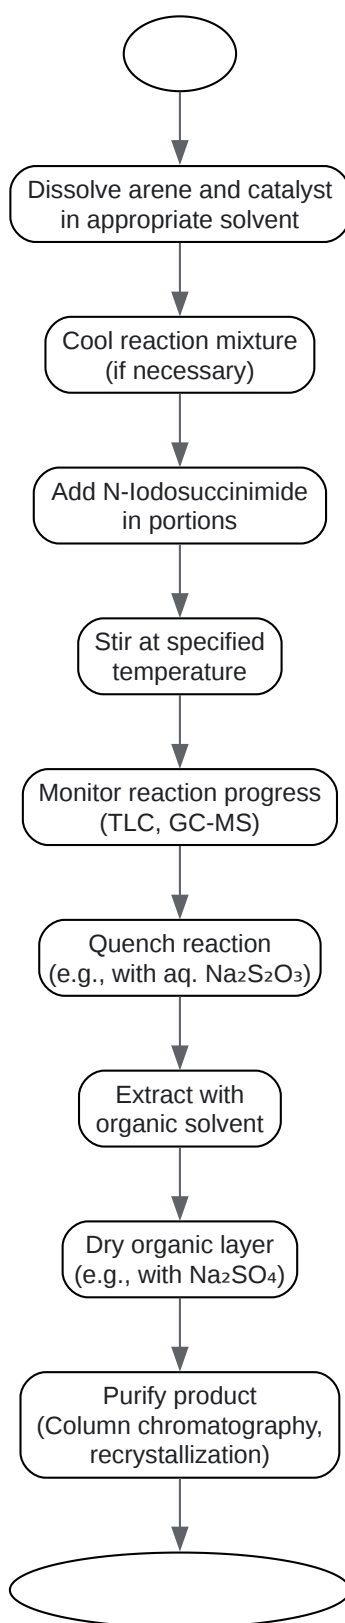 Dissolve arene and catalyst
in appropriate solvent
Cool reaction mixture
(if necessary)
Add N-Iodosuccinimide
in portions
Stir at specified
temperature
Monitor reaction progress
(TLC, GC-MS)
Quench reaction
(e.g., with aq. Na₂S₂O₃)
Extract with
organic solvent
Dry organic layer
(e.g., with Na₂SO₄)
Purify product
(Column chromatography,
recrystallization)